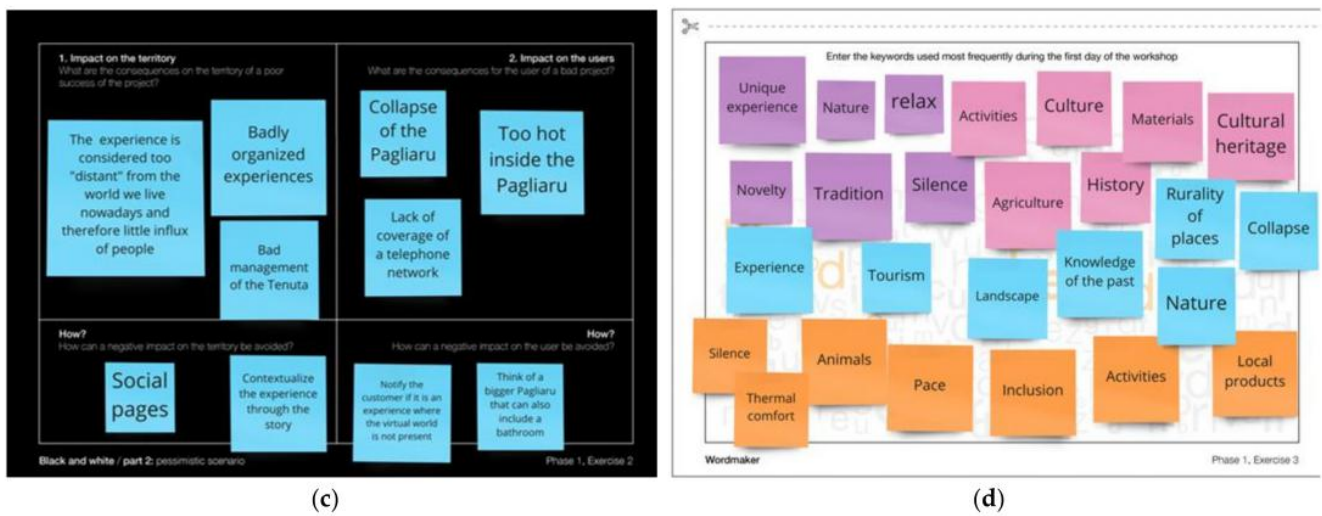 1. Impact on the territory
What are the consequences on the territory of a poor
success of the project?
The experience is
considered too
"distant" from the
world we live
nowadays and
therefore little influx
of people
Badly
organized
experiences
Bad
management
of the Tenuta
2. Impact on the users
What are the consequences for the user of a bad project?
Collapse
of the
Pagliaru
Too hot
inside the
Pagliaru
Lack of
coverage of
a telephone
network
How?
How can a negative impact on the territory be avoided?
Social
pages
Contextualize
the experience
through the
story
How?
How can a negative impact on the user be avoided?
Notify the
customer if it is an
experience where
the virtual world
is not present
Think of a
bigger Pagliaru
that can also
include a
bathroom
Black and white / part 2: pessimistic scenario
Phase 1, Exercise 2
(c)
Enter the keywords used most frequently during the first day of the workshop
Unique
experience
Nature
relax
Activities
Culture
Materials
Cultural
heritage
Novelty
Tradition
Silence
Agriculture
History
Rurality
of
places
Collapse
Experience
Tourism
Landscape
Knowledge
of the past
Nature
Silence
Thermal
comfort
Animals
Pace
Inclusion
Activities
Local
products
Wordmaker
Phase 1, Exercise 3
(d)